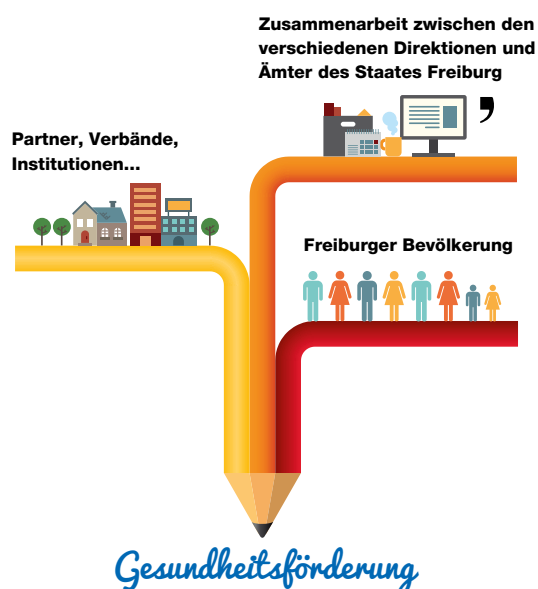 Zusammenarbeit zwischen den
verschiedenen Direktionen und
Ämter des Staates Freiburg
,
Partner, Verbände,
Institutionen...
Freiburger Bevölkerung
Gesundheitsförderung